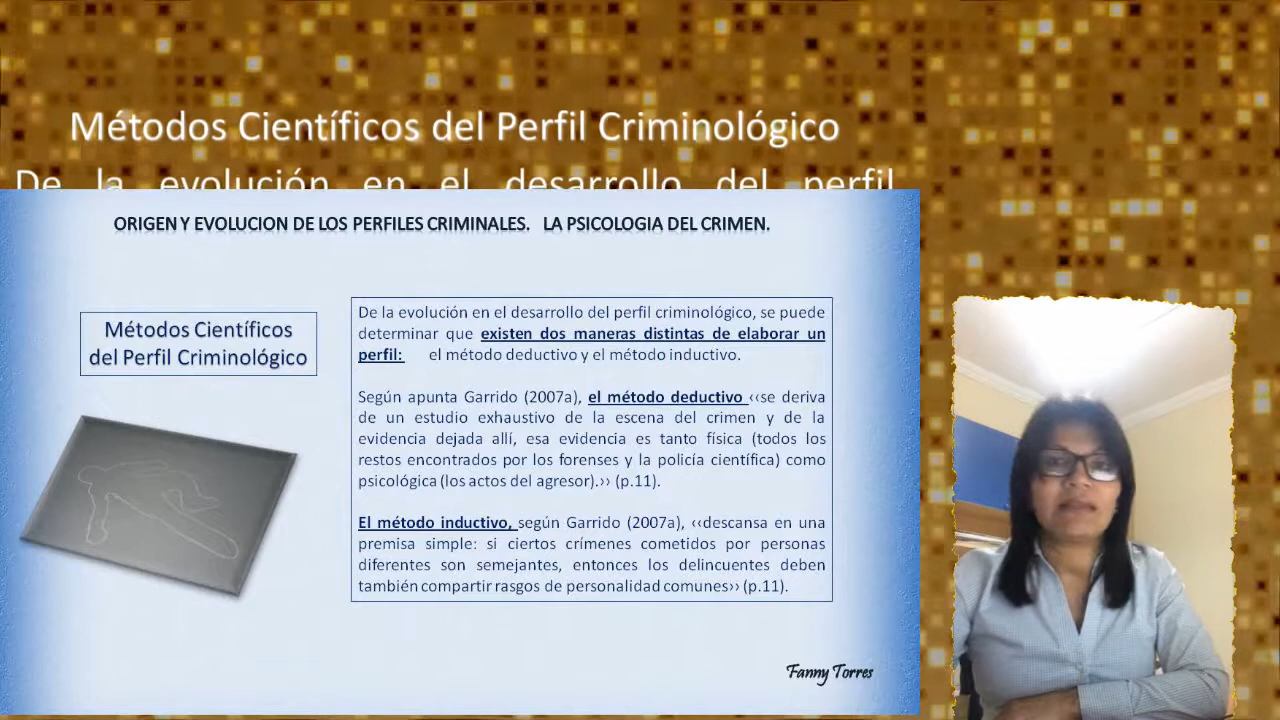 Métodos Científicos del Perfil Criminológico
De la evolución en el desarrollo del perfil
ORIGEN Y EVOLUCION DE LOS PERFILES CRIMINALES. LA PSICOLOGIA DEL CRIMEN.
Métodos Científicos
del Perfil Criminológico
De la evolución en el desarrollo del perfil criminológico, se puede
determinar que existen dos maneras distintas de elaborar un
perfil: el método deductivo y el método inductivo.
Según apunta Garrido (2007a), el método deductivo ‹‹se deriva
de un estudio exhaustivo de la escena del crimen y de la
evidencia dejada allí, esa evidencia es tanto física (todos los
restos encontrados por los forenses y la policía científica) como
psicológica (los actos del agresor).›› (p.11).
El método inductivo, según Garrido (2007a), ‹‹descansa en una
premisa simple: si ciertos crímenes cometidos por personas
diferentes son semejantes, entonces los delincuentes deben
también compartir rasgos de personalidad comunes›› (p.11).
Fanny Torres